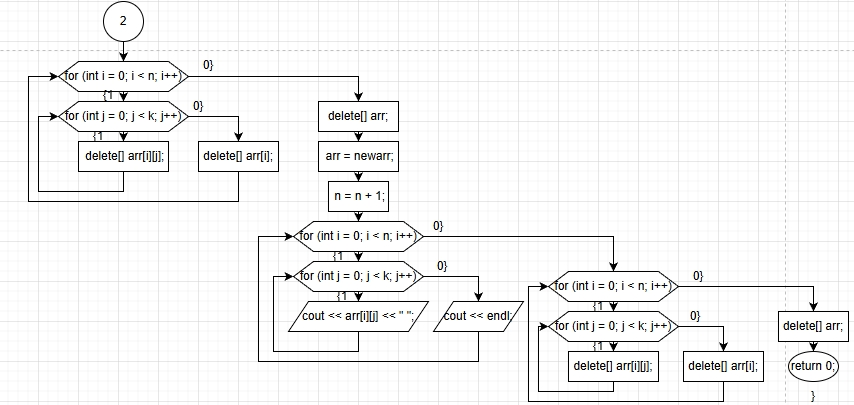 2
for (int i = 0; i < n; i++)
0}
{1
for (int j = 0; j < k; j++)
0}
{1
delete[] arr[i][j];
delete[] arr[i];
delete[] arr;
arr = newarr;
n = n + 1;
for (int i = 0; i < n; i++)
0}
{1
for (int j = 0; j < k; j++)
0}
{1
cout << arr[i][j] << " ";
cout << endl;
for (int i = 0; i < n; i++)
0}
{1
for (int j = 0; j < k; j++)
0}
{1
delete[] arr[i][j];
delete[] arr[i];
delete[] arr;
return 0;
}